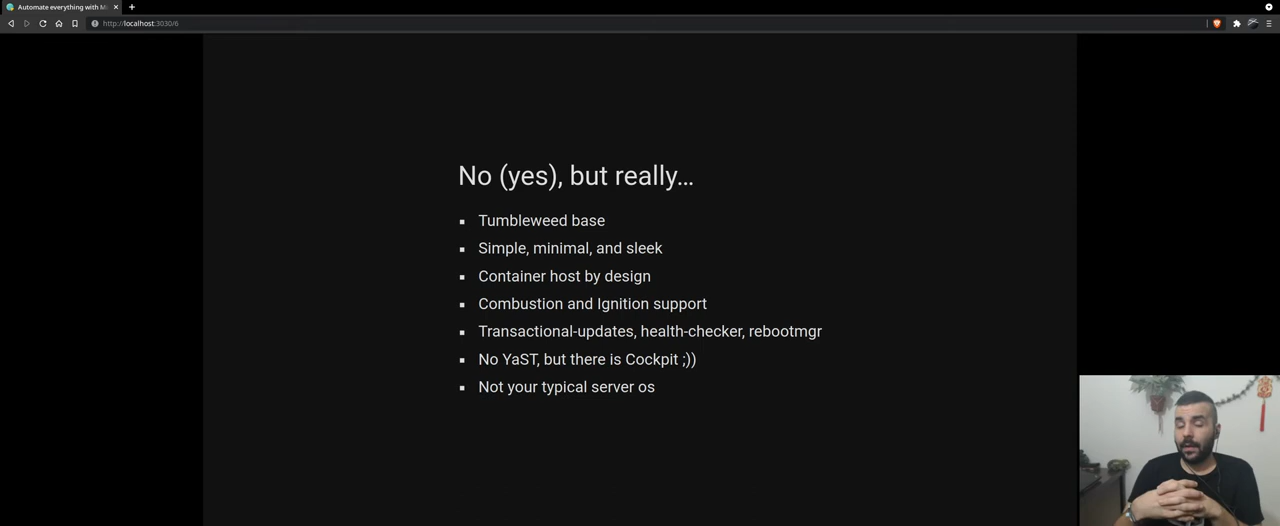 Automate everything with M
http://localhost:3030/6
No (yes), but really...
Tumbleweed base
Simple, minimal, and sleek
Container host by design
Combustion and Ignition support
Transactional-updates, health-checker, rebootmgr
No YaST, but there is Cockpit ;))
Not your typical server os